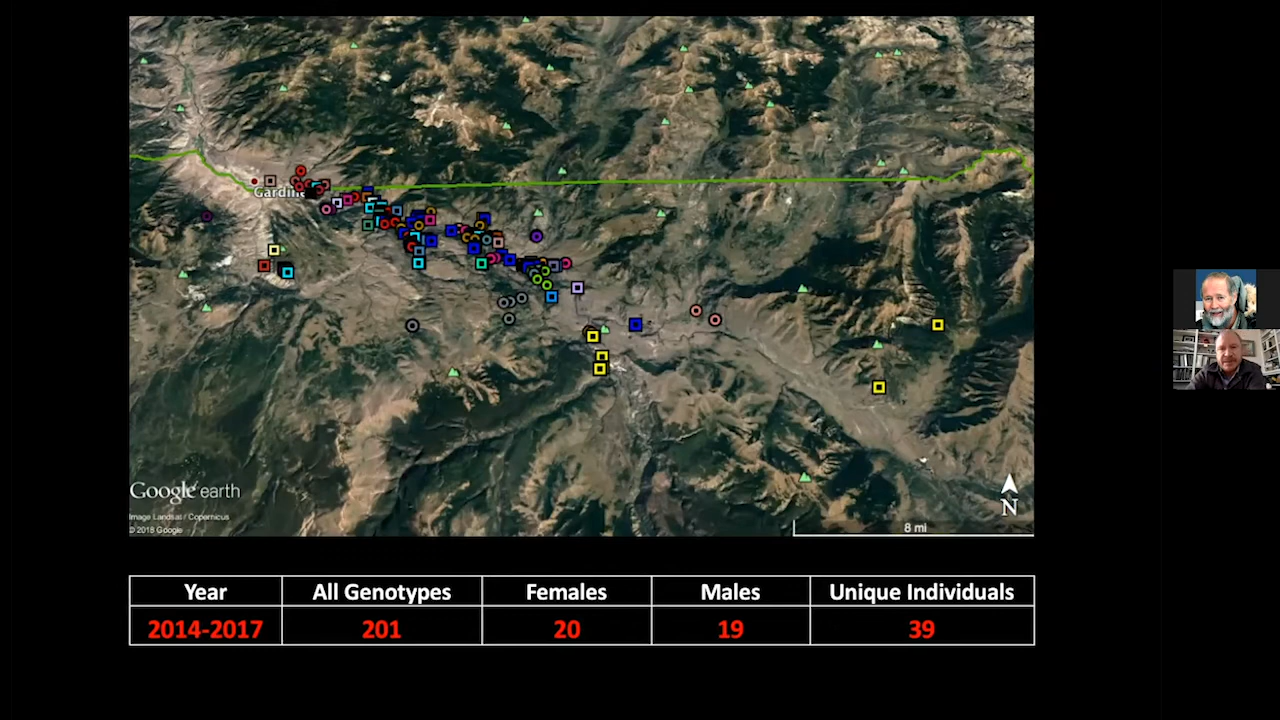 Gardine
Google earth
Image Landsat / Copernicus
© 2018 Google
N
8 mi
Year All Genotypes Females Males Unique Individuals
2014-2017 201 20 19 39